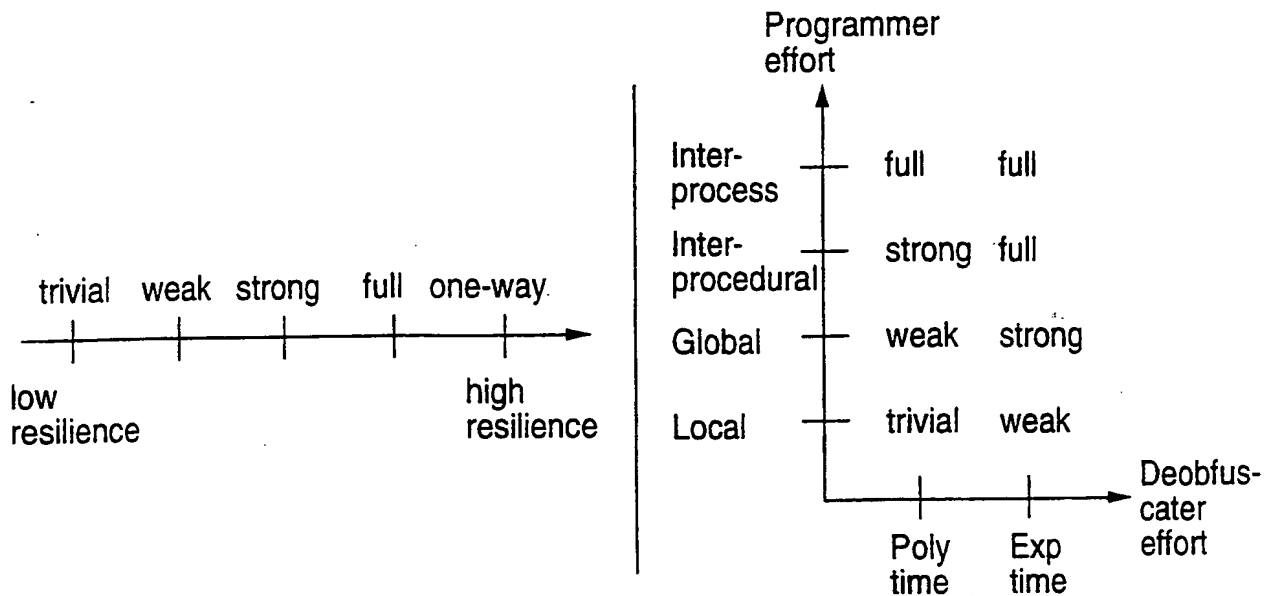 trivial weak strong full one-way
low
resilience
high
resilience
Programmer
effort
Inter-
process
full full
Inter-
procedural
strong full
Global
weak strong
Local
trivial weak
Poly
time
Exp
time
Deobfus-
cater
effort